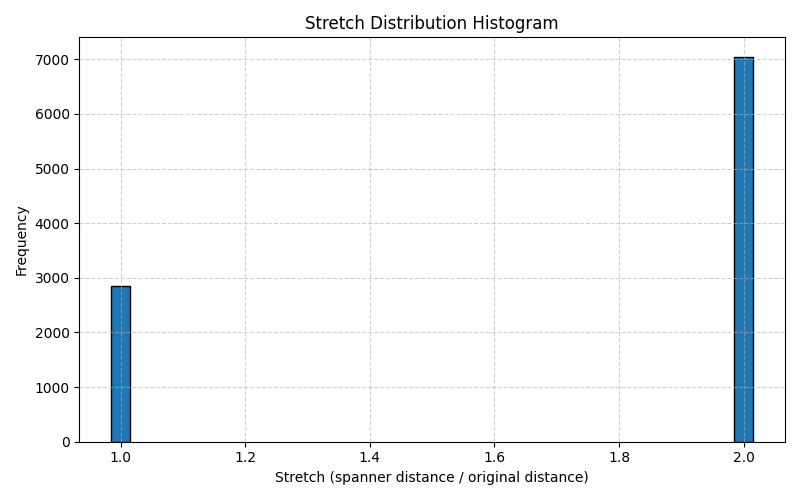 Stretch Distribution Histogram
Frequency
7000
6000
5000
4000
3000
2000
1000
0
1.0 1.2 1.4 1.6 1.8 2.0
Stretch (spanner distance / original distance)